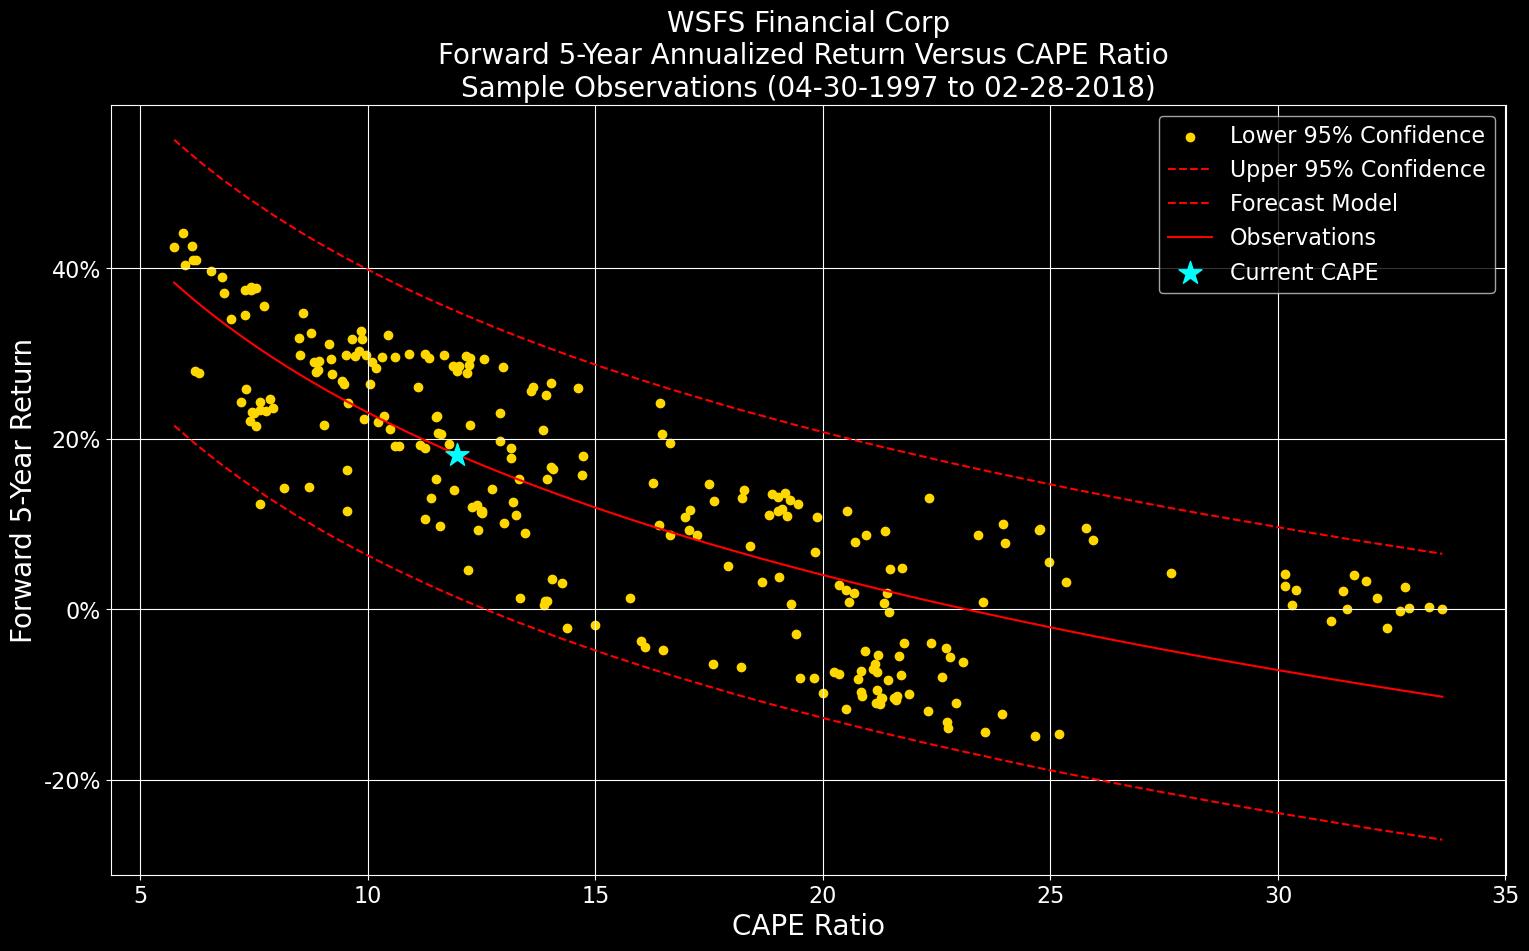 WSFS Financial Corp
Forward 5-Year Annualized Return Versus CAPE Ratio
Sample Observations (04-30-1997 to 02-28-2018)
Lower 95% Confidence
Upper 95% Confidence
Forecast Model
Observations
Current CAPE
Forward 5-Year Return
40%
20%
0%
-20%
5 10 15 20 25 30 35
CAPE Ratio